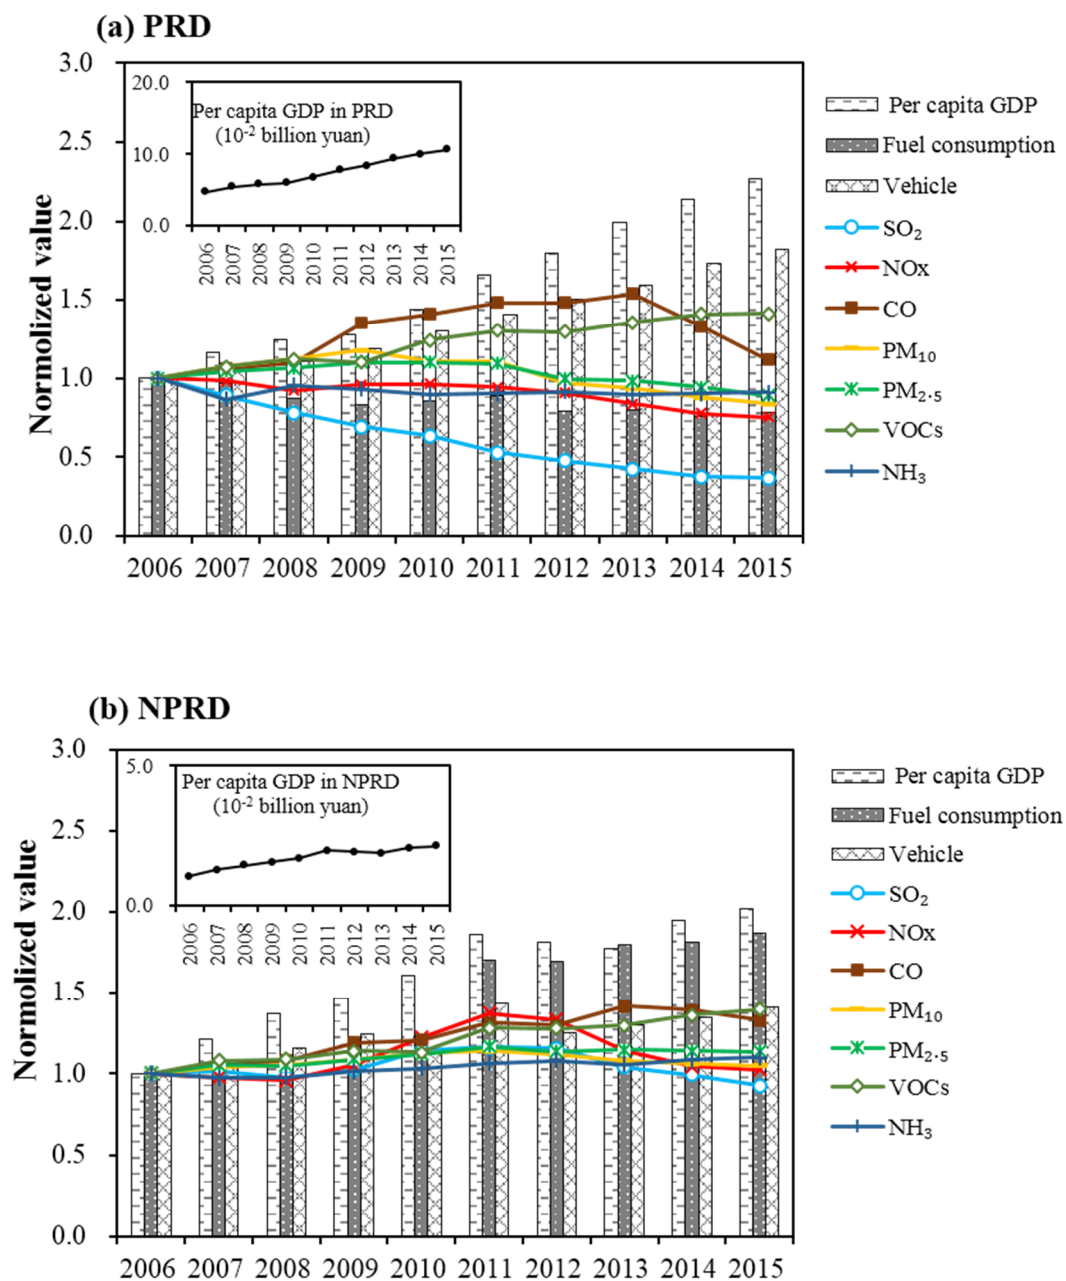 (a) PRD
3.0
2.5
2.0
1.5
1.0
0.5
0.0
Normolized value
20.0
10.0
0.0
Per capita GDP in PRD
(10⁻² billion yuan)
2006 2007 2008 2009 2010 2011 2012 2013 2014 2015
2006 2007 2008 2009 2010 2011 2012 2013 2014 2015
Per capita GDP
Fuel consumption
Vehicle
SO₂
NOx
CO
PM₁₀
PM₂.₅
VOCs
NH₃
(b) NPRD
3.0
2.5
2.0
1.5
1.0
0.5
0.0
Normolized value
5.0
0.0
Per capita GDP in NPRD
(10⁻² billion yuan)
2006 2007 2008 2009 2010 2011 2012 2013 2014 2015
2006 2007 2008 2009 2010 2011 2012 2013 2014 2015
Per capita GDP
Fuel consumption
Vehicle
SO₂
NOx
CO
PM₁₀
PM₂.₅
VOCs
NH₃